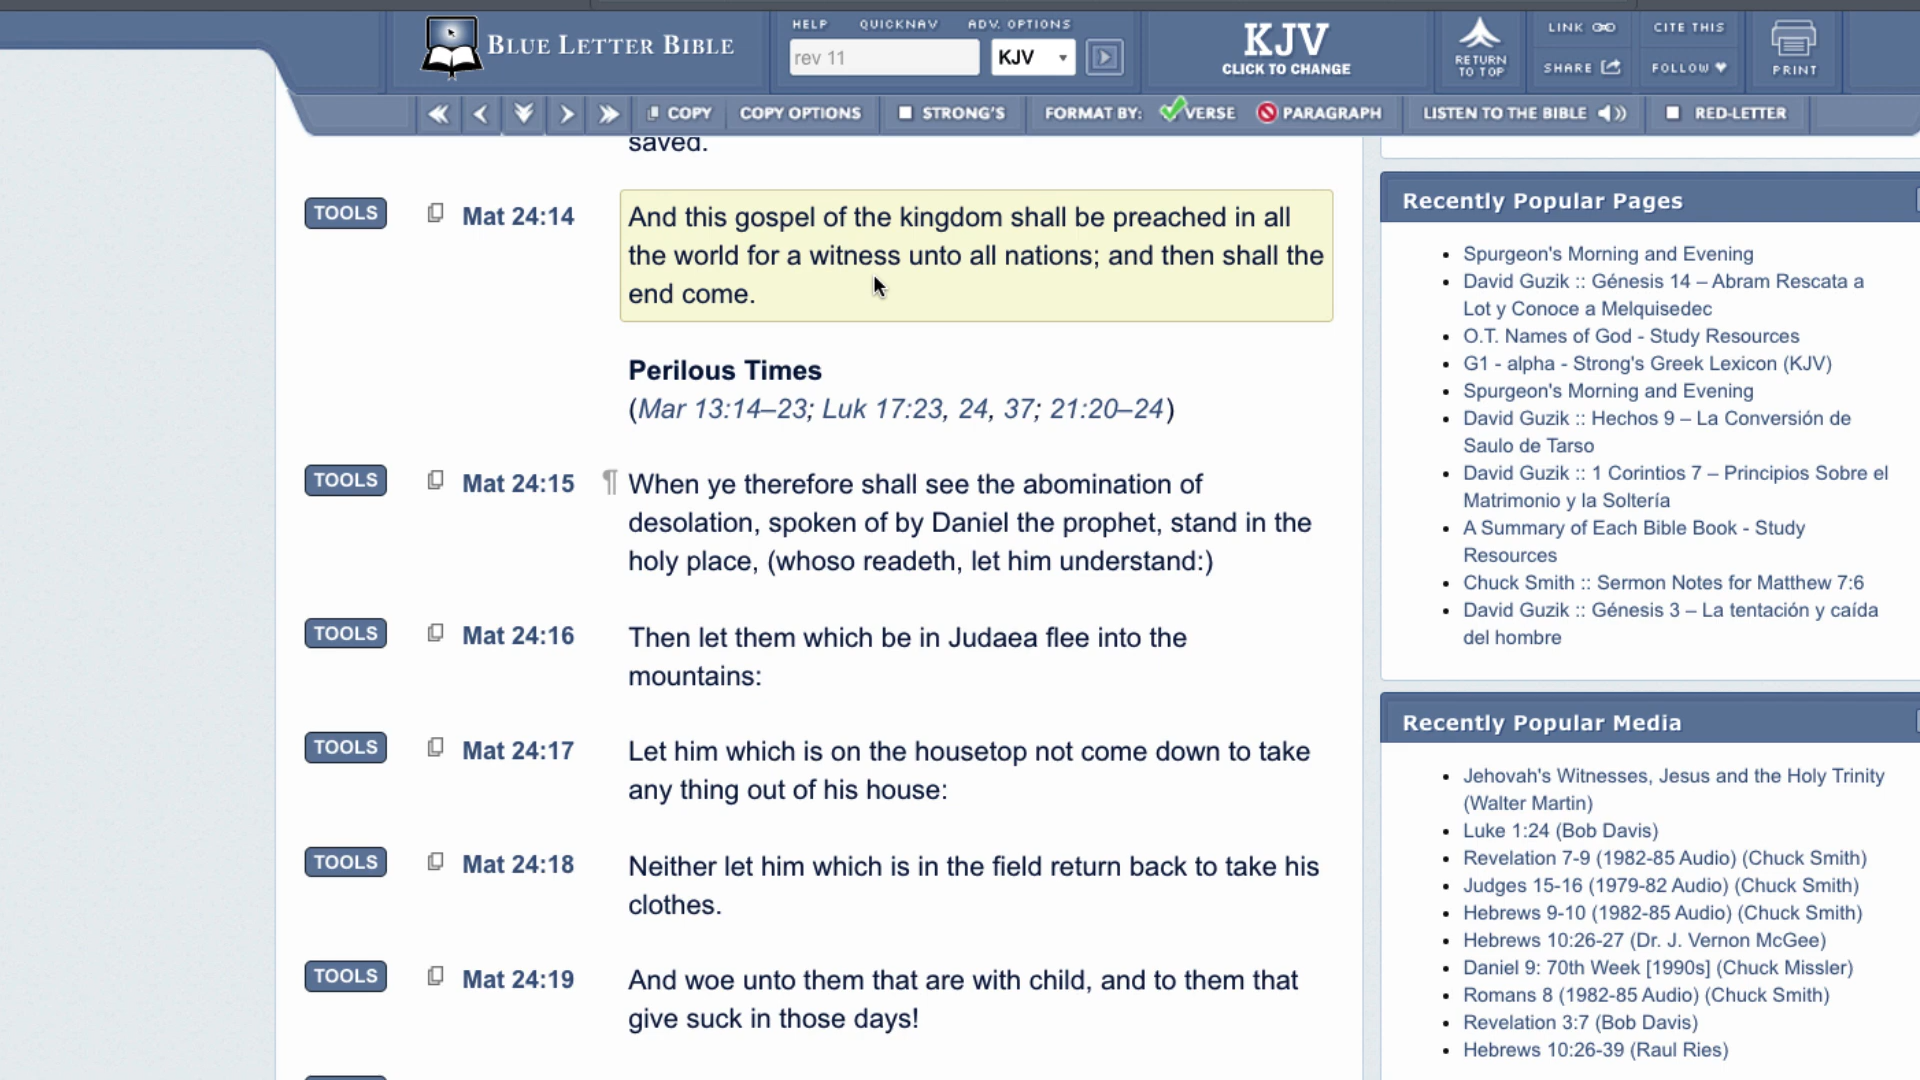 BLUE LETTER BIBLE
HELP QUICKNAV ADV. OPTIONS
rev 11
KJV
KJV
CLICK TO CHANGE
RETURN
TO TOP
LINK
SHARE
CITE THIS
FOLLOW
PRINT
COPY
COPY OPTIONS
STRONG'S
FORMAT BY: VERSE PARAGRAPH
LISTEN TO THE BIBLE
RED-LETTER
saved.
TOOLS Mat 24:14 And this gospel of the kingdom shall be preached in all
the world for a witness unto all nations; and then shall the
end come.
Perilous Times
(Mar 13:14–23; Luk 17:23, 24, 37; 21:20–24)
TOOLS Mat 24:15 ¶ When ye therefore shall see the abomination of
desolation, spoken of by Daniel the prophet, stand in the
holy place, (whoso readeth, let him understand:)
TOOLS Mat 24:16 Then let them which be in Judaea flee into the
mountains:
TOOLS Mat 24:17 Let him which is on the housetop not come down to take
any thing out of his house:
TOOLS Mat 24:18 Neither let him which is in the field return back to take his
clothes.
TOOLS Mat 24:19 And woe unto them that are with child, and to them that
give suck in those days!
Recently Popular Pages
• Spurgeon's Morning and Evening
• David Guzik :: Génesis 14 – Abram Rescata a
Lot y Conoce a Melquisedec
• O.T. Names of God - Study Resources
• G1 - alpha - Strong's Greek Lexicon (KJV)
• Spurgeon's Morning and Evening
• David Guzik :: Hechos 9 – La Conversión de
Saulo de Tarso
• David Guzik :: 1 Corintios 7 – Principios Sobre el
Matrimonio y la Soltería
• A Summary of Each Bible Book - Study
Resources
• Chuck Smith :: Sermon Notes for Matthew 7:6
• David Guzik :: Génesis 3 – La tentación y caída
del hombre
Recently Popular Media
• Jehovah's Witnesses, Jesus and the Holy Trinity
(Walter Martin)
• Luke 1:24 (Bob Davis)
• Revelation 7-9 (1982-85 Audio) (Chuck Smith)
• Judges 15-16 (1979-82 Audio) (Chuck Smith)
• Hebrews 9-10 (1982-85 Audio) (Chuck Smith)
• Hebrews 10:26-27 (Dr. J. Vernon McGee)
• Daniel 9: 70th Week [1990s] (Chuck Missler)
• Romans 8 (1982-85 Audio) (Chuck Smith)
• Revelation 3:7 (Bob Davis)
• Hebrews 10:26-39 (Raul Ries)